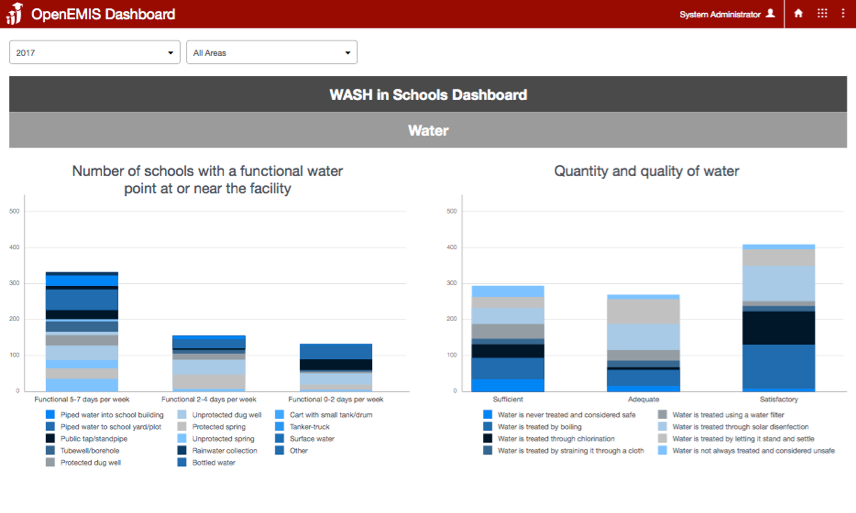 OpenEMIS Dashboard
System Administrator
2017
All Areas
WASH in Schools Dashboard
Water
Number of schools with a functional water
point at or near the facility
500
400
300
200
100
0
Functional 5-7 days per week
Functional 2-4 days per week
Functional 0-2 days per week
Piped water into school building
Piped water to school yard/plot
Public tap/standpipe
Tubewell/borehole
Protected dug well
Unprotected dug well
Protected spring
Unprotected spring
Rainwater collection
Bottled water
Cart with small tank/drum
Tanker-truck
Surface water
Other
Quantity and quality of water
500
400
300
200
100
0
Sufficient
Adequate
Satisfactory
Water is never treated and considered safe
Water is treated by boiling
Water is treated through chlorination
Water is treated by straining it through a cloth
Water is treated using a water filter
Water is treated through solar disenfection
Water is treated by letting it stand and settle
Water is not always treated and considered unsafe